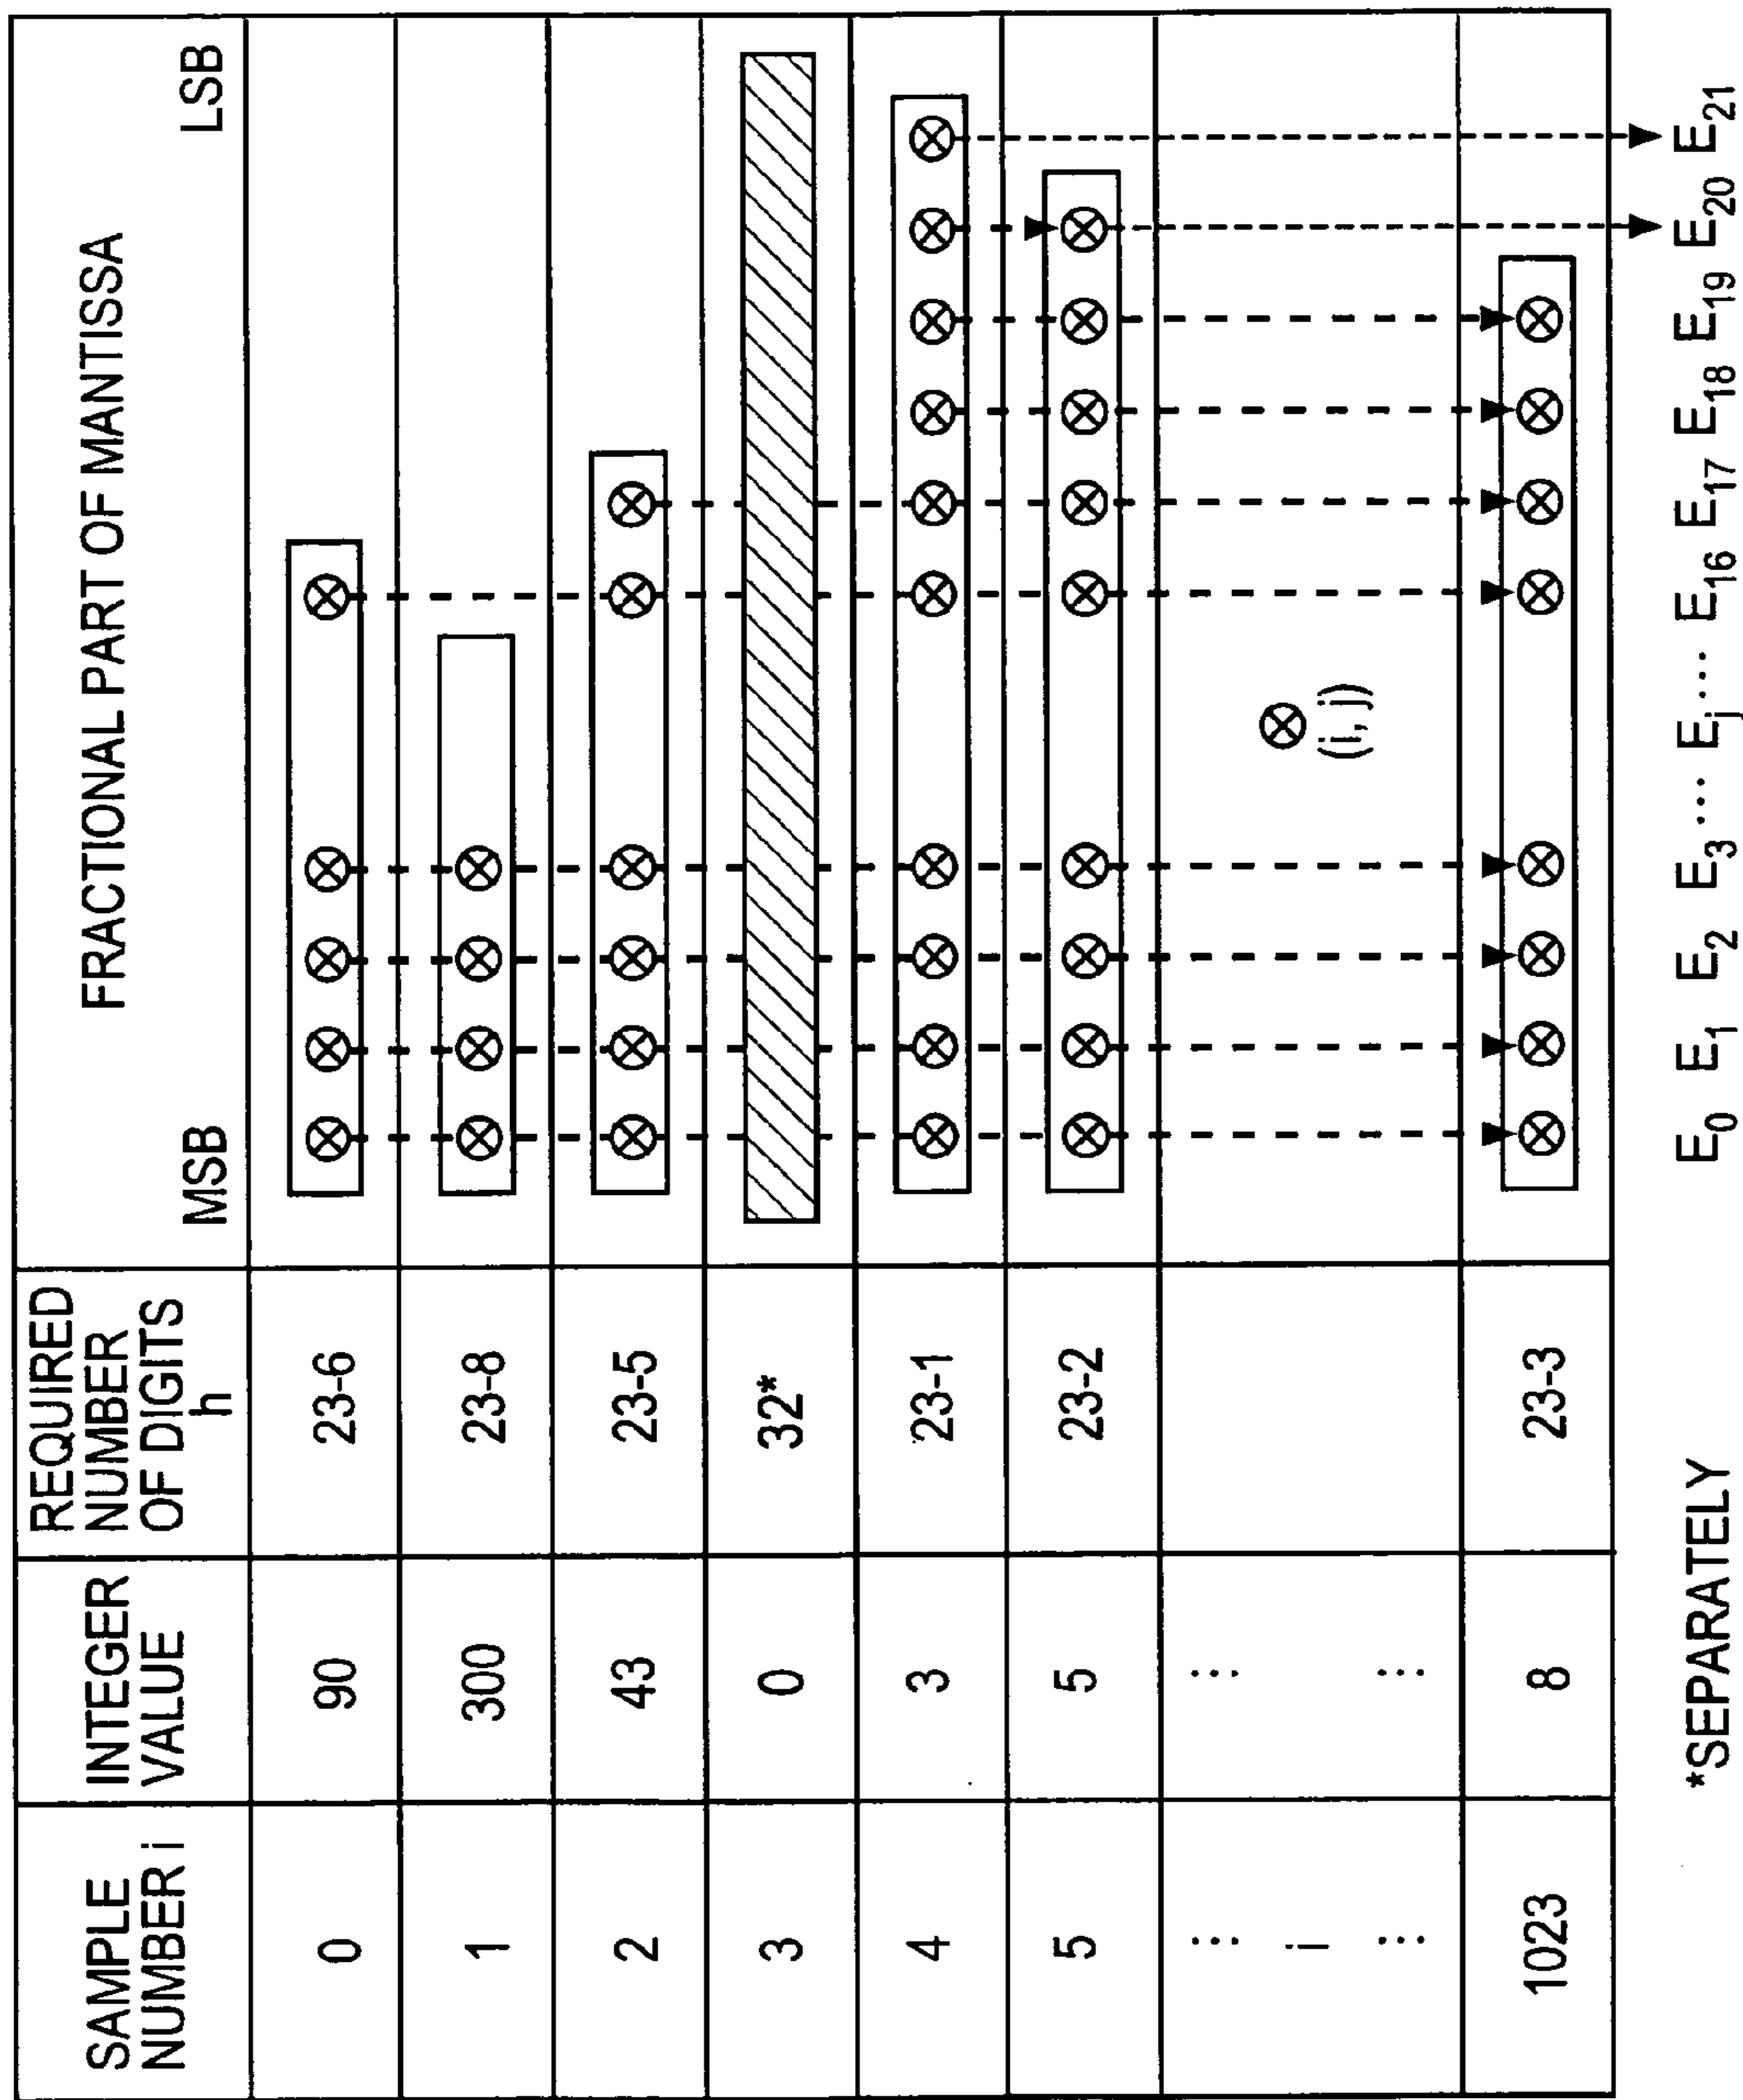 SAMPLE
NUMBER i
INTEGER
VALUE
REQUIRED
NUMBER
OF DIGITS
h
FRACTIONAL PART OF MANTISSA
MSB
LSB
0
90
23-6
1
300
23-8
2
43
23-5
3
0
32*
4
3
23-1
5
5
23-2
⋮
i
⋮
⋮
⋮
(i, j)
1023
8
23-3
E0 E1 E2 E3 ... Ej .... E16 E17 E18 E19 E20 E21
*SEPARATELY